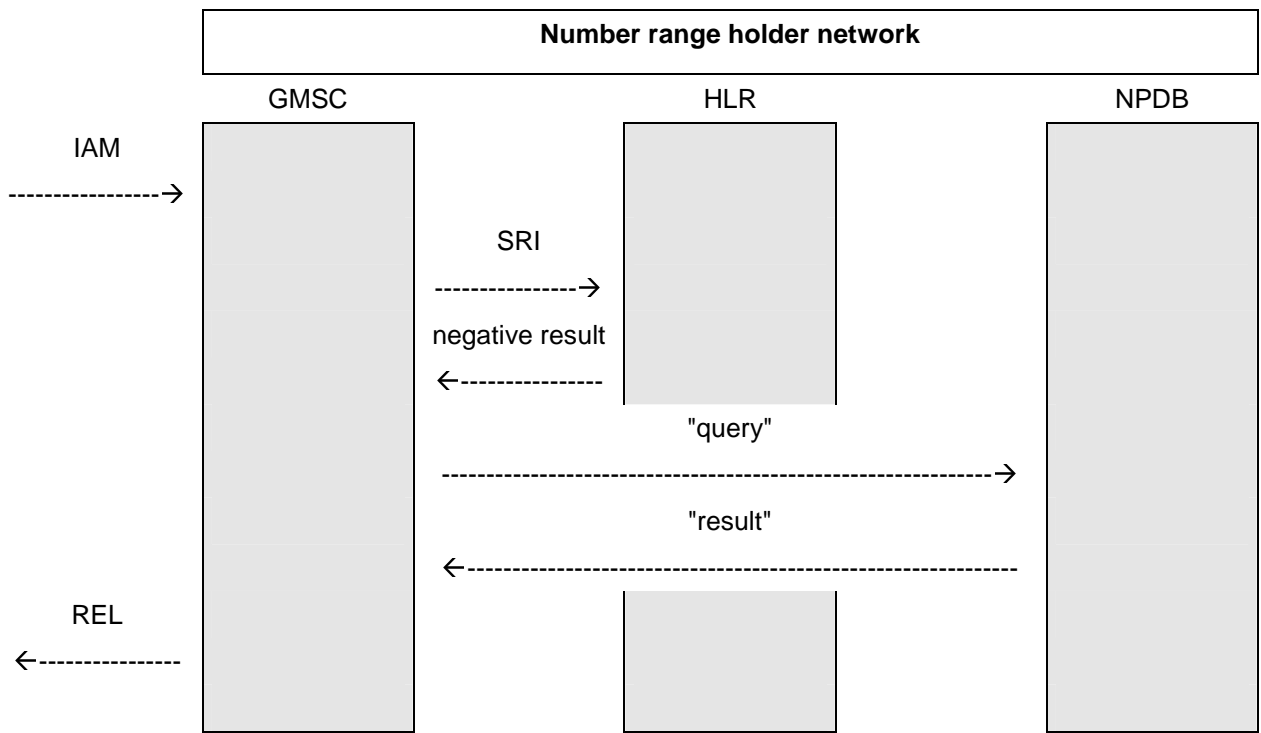 Number range holder network
GMSC HLR NPDB
IAM
SRI
negative result
"query"
"result"
REL